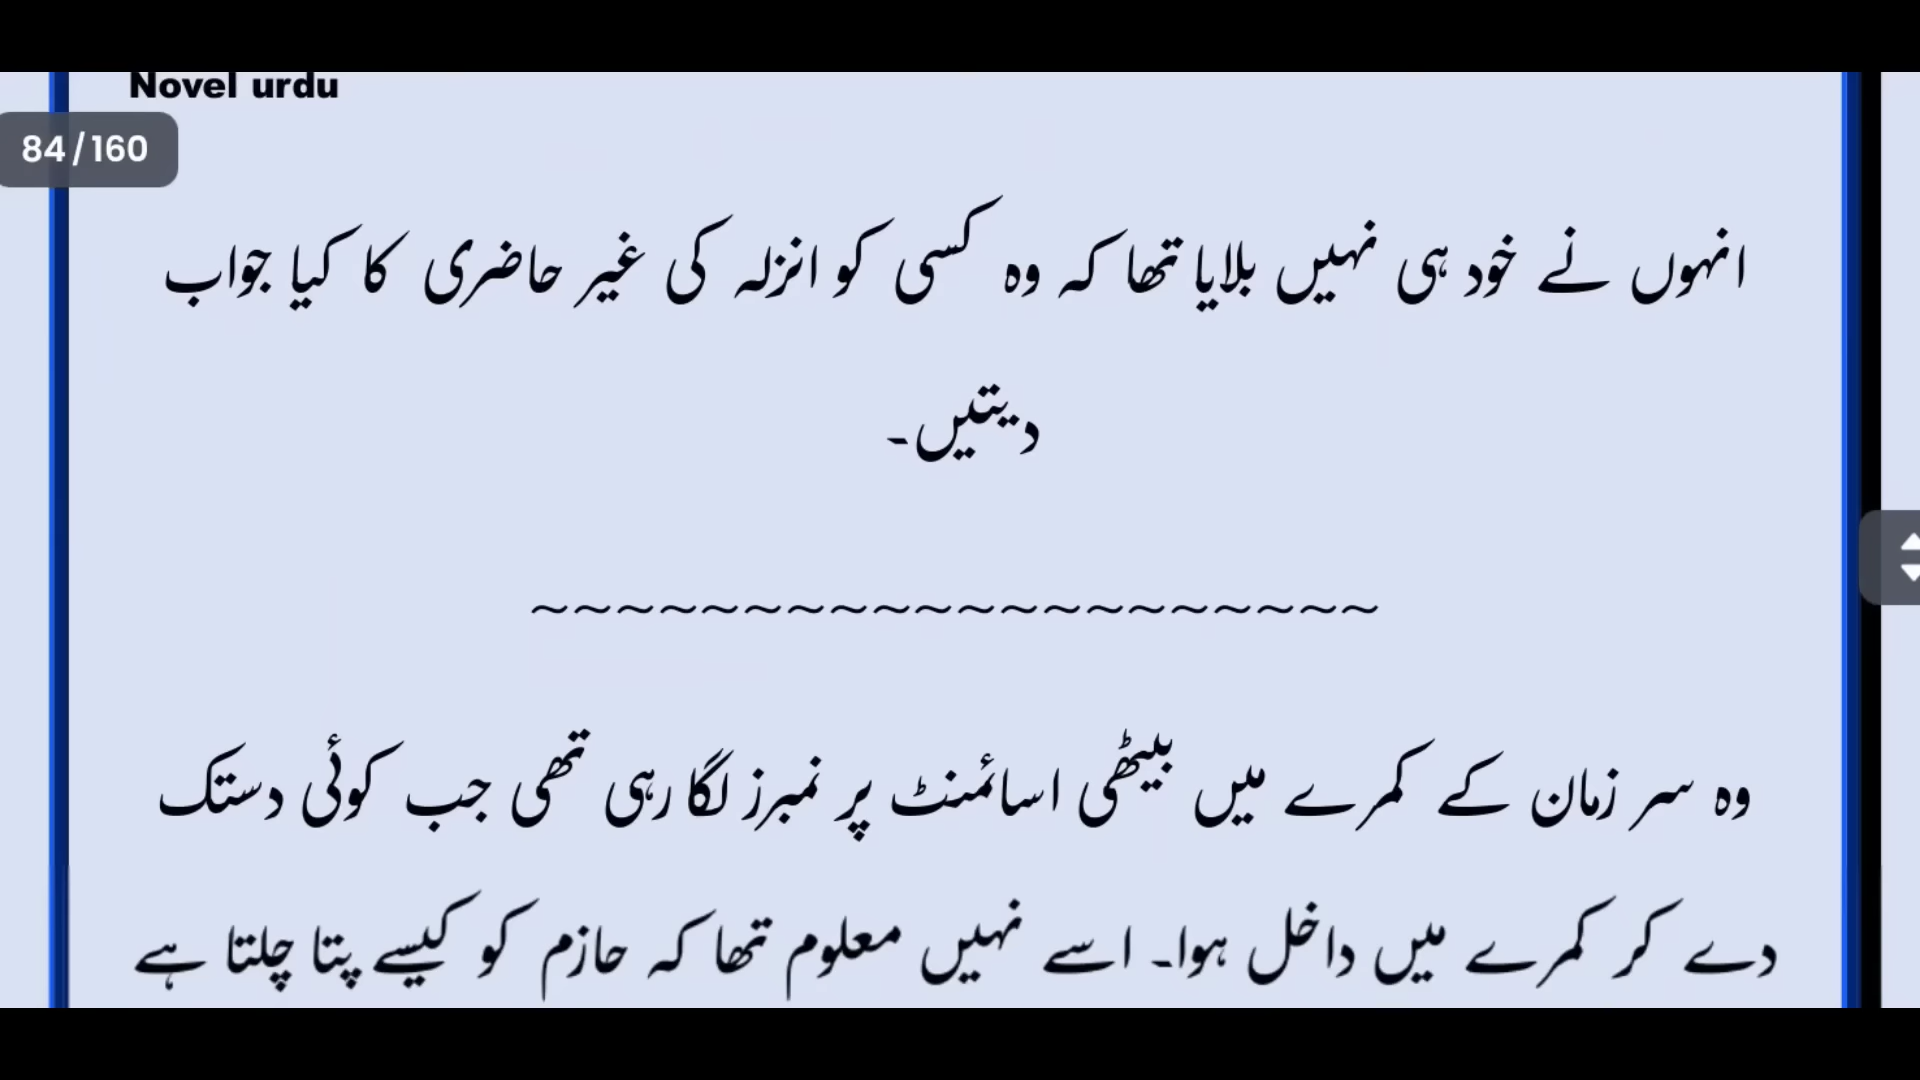 Novel urdu
84/160
انہوں نے خود ہی نہیں بلایا تھا کہ وہ کسی کو انزلہ کی غیر حاضری کا کیا جواب
دیتیں۔
~~~~~~~~~~~~~~~~~~~~
وہ سر زمان کے کمرے میں بیٹھی اسائمنٹ پر نمبرز لگا رہی تھی جب کوئی دستک
دے کر کمرے میں داخل ہوا۔ اسے نہیں معلوم تھا کہ حازم کو کیسے پتا چلتا ہے